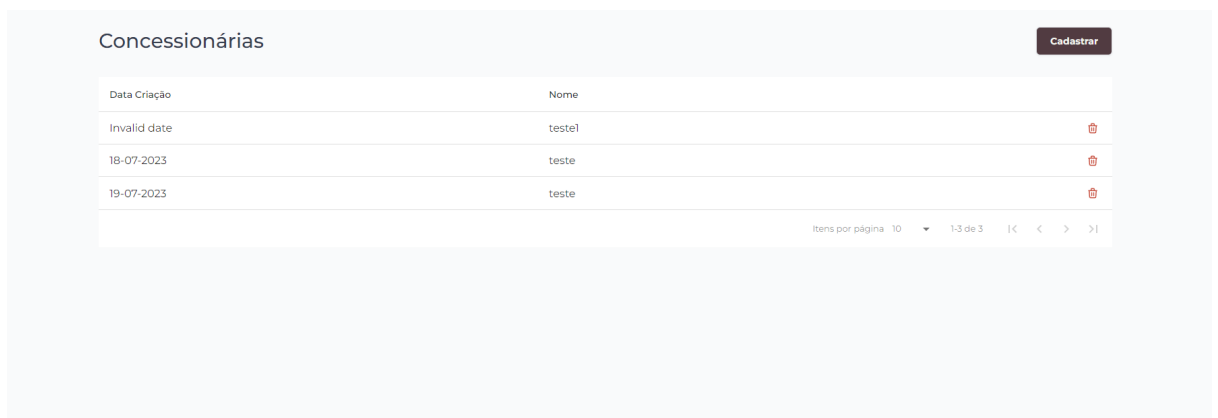 Concessionárias
Cadastrar
Data Criação Nome
Invalid date teste1
18-07-2023 teste
19-07-2023 teste
Itens por página 10 1-3 de 3